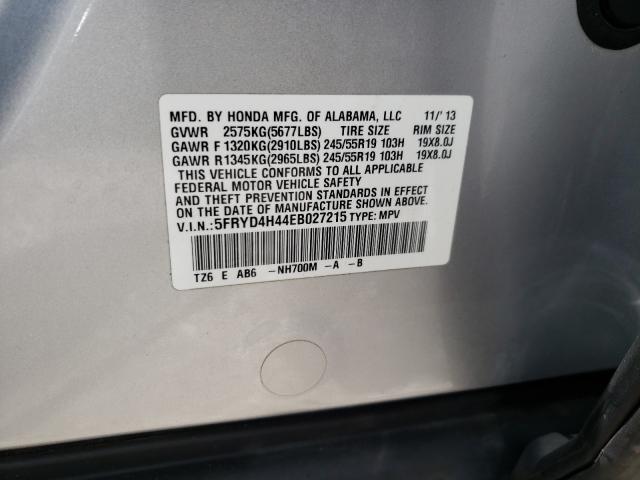 MFD. BY HONDA MFG. OF ALABAMA, LLC 11/'13
GVWR 2575KG(5677LBS) TIRE SIZE RIM SIZE
GAWR F 1320KG(2910LBS) 245/55R19 103H 19X8.0J
GAWR R1345KG(2965LBS) 245/55R19 103H 19X8.0J
THIS VEHICLE CONFORMS TO ALL APPLICABLE
FEDERAL MOTOR VEHICLE SAFETY
AND THEFT PREVENTION STANDARDS IN EFFECT
ON THE DATE OF MANUFACTURE SHOWN ABOVE.
V.I.N.:5FRYD4H44EB027215 TYPE: MPV
TZ6 E AB6 -NH700M -A -B